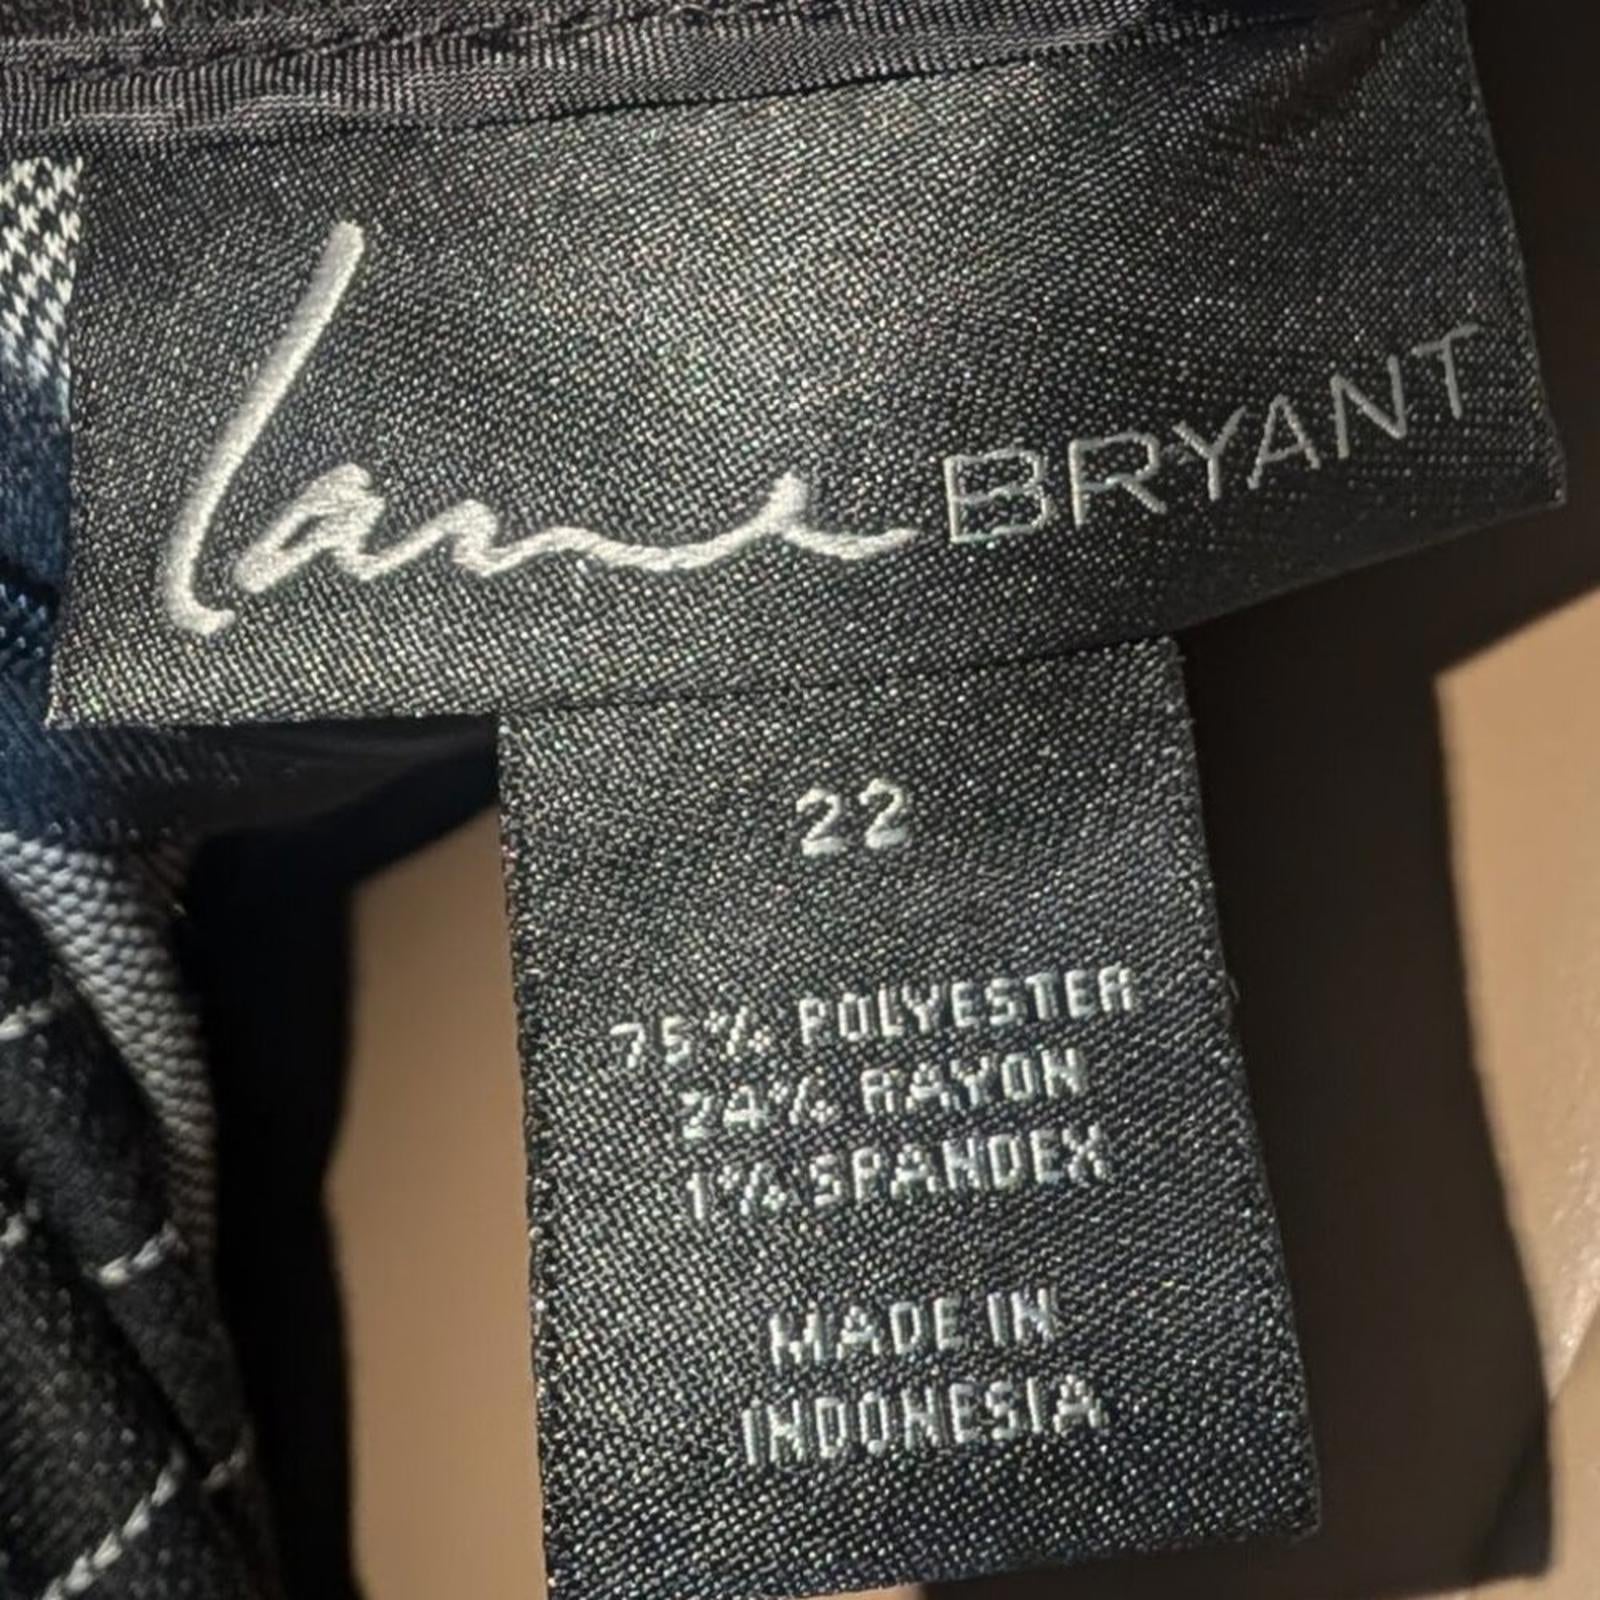 lane BRYANT
22
75% POLYESTER
24% RAYON
1% SPANDEX
MADE IN
INDONESIA